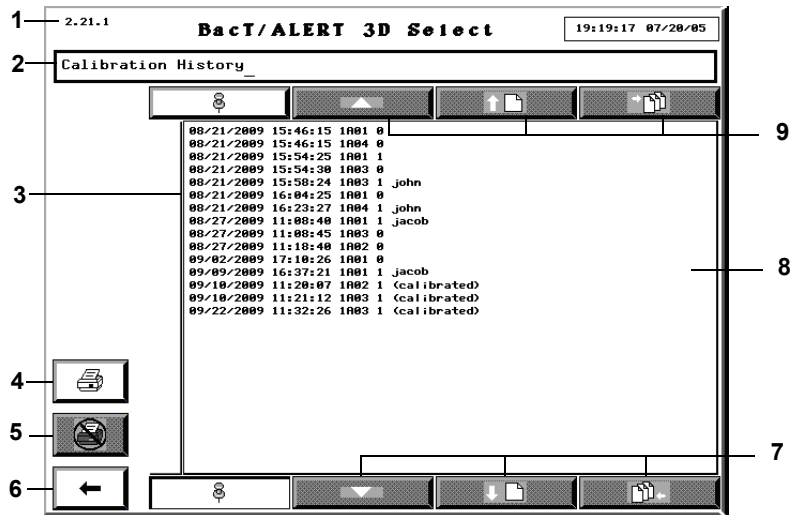 1
2.21.1
BacT/ALERT 3D Select
19:19:17 07/20/05
2
Calibration History_
9
08/21/2009 15:46:15 1A01 0
08/21/2009 15:46:15 1A04 0
08/21/2009 15:54:25 1A01 1
08/21/2009 15:54:30 1A03 0
08/21/2009 15:58:24 1A03 1 john
08/21/2009 16:04:25 1A01 0
08/21/2009 16:23:27 1A04 1 john
08/27/2009 11:08:40 1A01 1 jacob
08/27/2009 11:08:45 1A03 0
08/27/2009 11:18:40 1A02 0
09/02/2009 17:10:26 1A01 0
09/09/2009 16:37:21 1A01 1 jacob
09/10/2009 11:20:07 1A02 1 (calibrated)
09/10/2009 11:21:12 1A03 1 (calibrated)
09/22/2009 11:32:26 1A03 1 (calibrated)
3
8
4
5
7
6